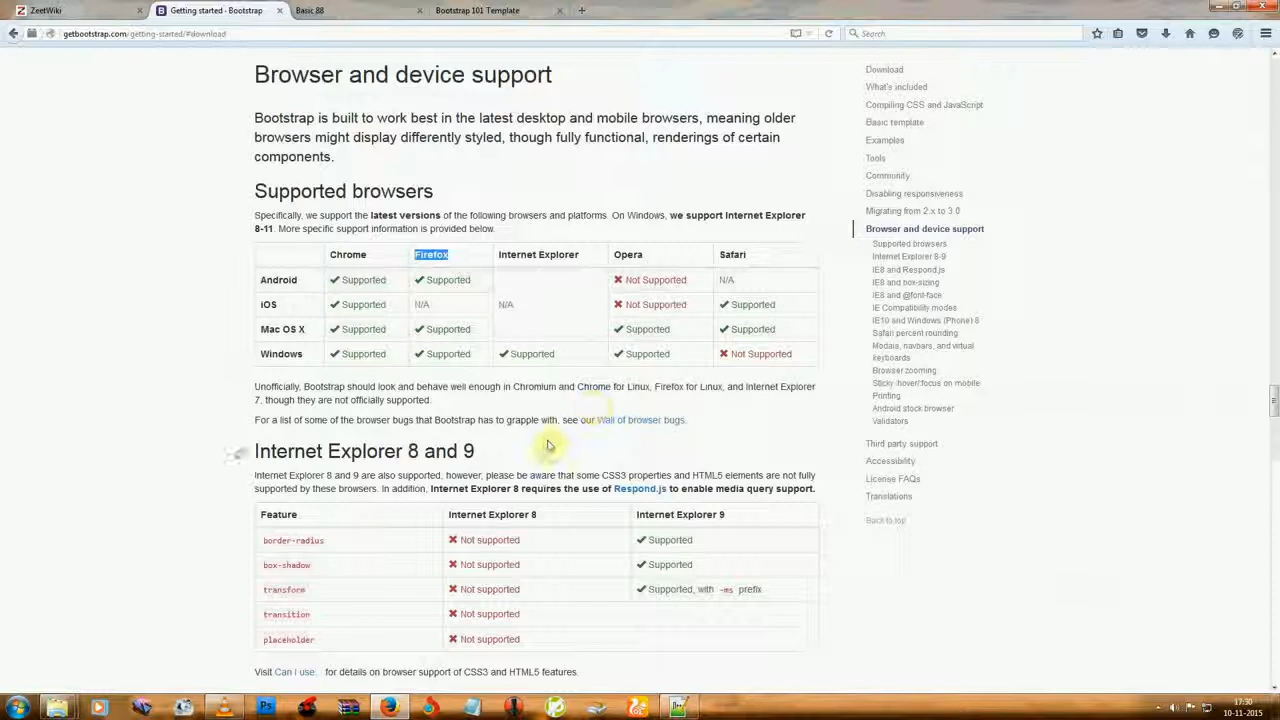 ZeetWiki × Getting started · Bootstrap × Basic 88 × Bootstrap 101 Template × +
getbootstrap.com/getting-started/#download Search
Browser and device support
Bootstrap is built to work best in the latest desktop and mobile browsers, meaning older
browsers might display differently styled, though fully functional, renderings of certain
components.
Supported browsers
Specifically, we support the latest versions of the following browsers and platforms. On Windows, we support Internet Explorer
8-11. More specific support information is provided below.
Chrome Firefox Internet Explorer Opera Safari
Android Supported Supported Not Supported N/A
iOS Supported N/A N/A Not Supported Supported
Mac OS X Supported Supported Supported Supported
Windows Supported Supported Supported Supported Not Supported
Unofficially, Bootstrap should look and behave well enough in Chromium and Chrome for Linux, Firefox for Linux, and Internet Explorer
7, though they are not officially supported.
For a list of some of the browser bugs that Bootstrap has to grapple with, see our Wall of browser bugs.
Internet Explorer 8 and 9
Internet Explorer 8 and 9 are also supported, however, please be aware that some CSS3 properties and HTML5 elements are not fully
supported by these browsers. In addition, Internet Explorer 8 requires the use of Respond.js to enable media query support.
Feature Internet Explorer 8 Internet Explorer 9
border-radius Not supported Supported
box-shadow Not supported Supported
transform Not supported Supported, with -ms prefix
transition Not supported
placeholder Not supported
Visit Can I use... for details on browser support of CSS3 and HTML5 features.
Download
What's included
Compiling CSS and JavaScript
Basic template
Examples
Tools
Community
Disabling responsiveness
Migrating from 2.x to 3.0
Browser and device support
Supported browsers
Internet Explorer 8-9
IE8 and Respond.js
IE8 and box-sizing
IE8 and @font-face
IE Compatibility modes
IE10 and Windows (Phone) 8
Safari percent rounding
Modals, navbars, and virtual
keyboards
Browser zooming
Sticky :hover/:focus on mobile
Printing
Android stock browser
Validators
Third party support
Accessibility
License FAQs
Translations
Back to top
Ps
17:30
10-11-2015